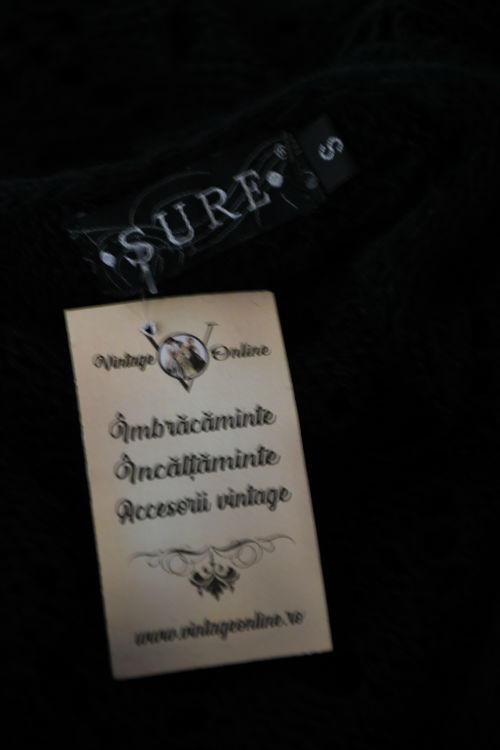 SURE®
S
Vintage Online
Îmbrăcăminte
Încălțăminte
Accesorii vintage
www.vintageonline.ro